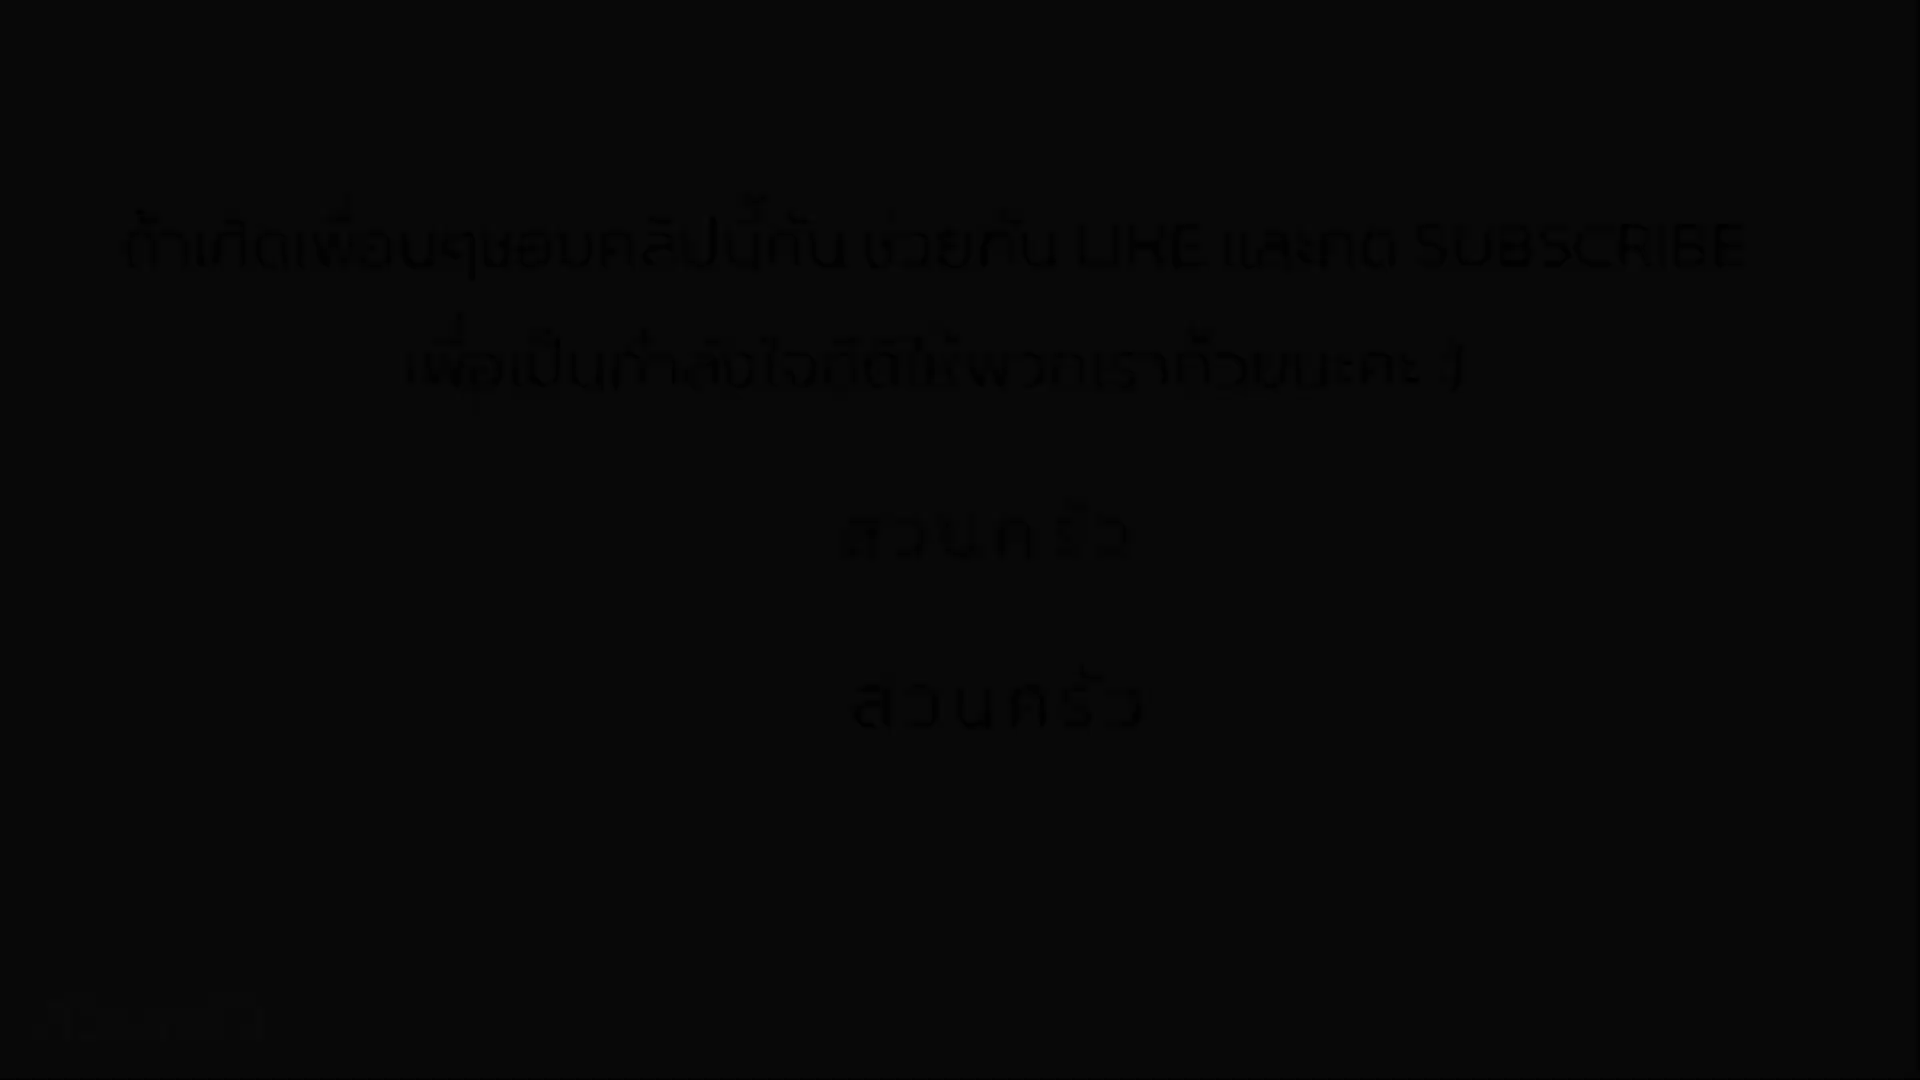 ถ้าเกิดเพื่อนๆชอบคลิปนี้กัน ช่วยกัน LIKE และกด SUBSCRIBE
เพื่อเป็นกำลังใจดีดีให้พวกเราด้วยนะคะ :)
สวนครัว
สวนครัว